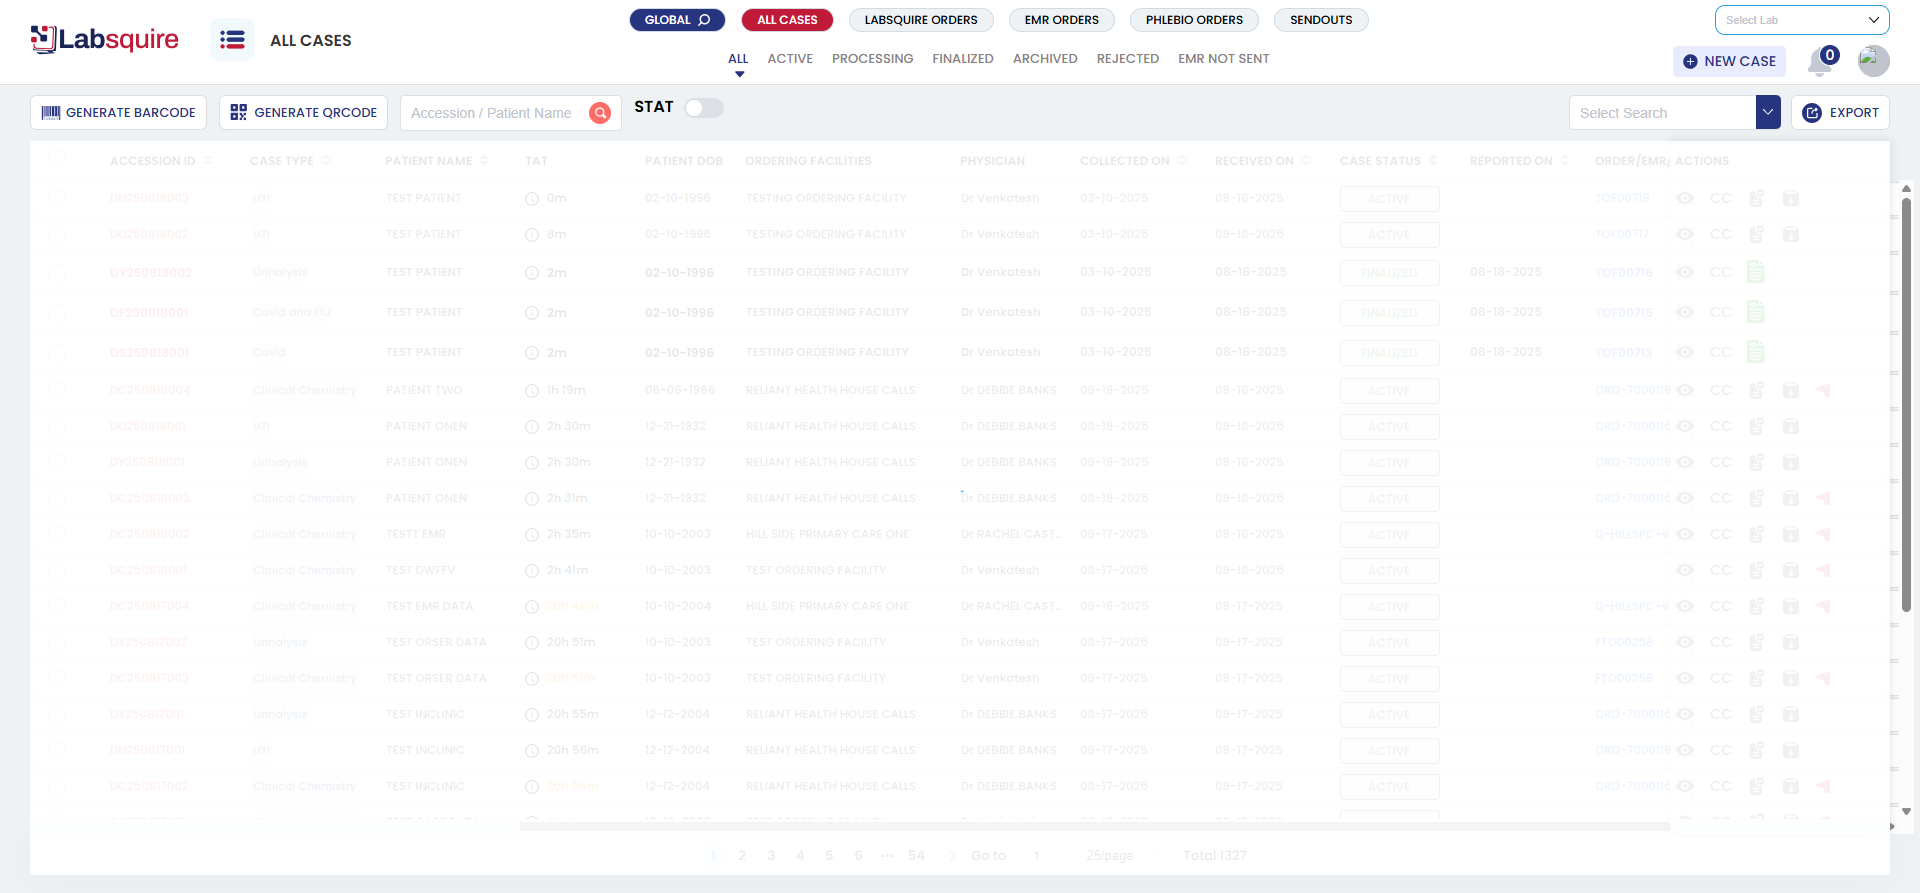 GLOBAL
ALL CASES
LABSQUIRE ORDERS
EMR ORDERS
PHLEBIO ORDERS
SENDOUTS
Select Lab
Labsquire
ALL CASES
ALL
ACTIVE
PROCESSING
FINALIZED
ARCHIVED
REJECTED
EMR NOT SENT
NEW CASE
0
GENERATE BARCODE
GENERATE QRCODE
Accession / Patient Name
STAT
Select Search
EXPORT
ACCESSION ID CASE TYPE PATIENT NAME TAT PATIENT DOB ORDERING FACILITIES PHYSICIAN COLLECTED ON RECEIVED ON CASE STATUS REPORTED ON ORDER/EMR/ ACTIONS
DU250818003 UTI TEST PATIENT 0m 02-10-1996 TESTING ORDERING FACILITY Dr Venkatesh 03-10-2025 08-18-2025 ACTIVE TOF00718 CC
DU250818002 UTI TEST PATIENT 8m 02-10-1996 TESTING ORDERING FACILITY Dr Venkatesh 03-10-2025 08-18-2025 ACTIVE TOF00717 CC
DY250818002 Urinalysis TEST PATIENT 2m 02-10-1996 TESTING ORDERING FACILITY Dr Venkatesh 03-10-2025 08-18-2025 FINALIZED 08-18-2025 TOF00716 CC
DF250818001 Covid and Flu TEST PATIENT 2m 02-10-1996 TESTING ORDERING FACILITY Dr Venkatesh 03-10-2025 08-18-2025 FINALIZED 08-18-2025 TOF00715 CC
DS250818001 Covid TEST PATIENT 2m 02-10-1996 TESTING ORDERING FACILITY Dr Venkatesh 03-10-2025 08-18-2025 FINALIZED 08-18-2025 TOF00713 CC
DC250818004 Clinical Chemistry PATIENT TWO 1h 19m 06-06-1966 RELIANT HEALTH HOUSE CALLS Dr DEBBIE BANKS 08-18-2025 08-18-2025 ACTIVE ORD-7000116 CC
DU250818001 UTI PATIENT ONEN 2h 30m 12-21-1932 RELIANT HEALTH HOUSE CALLS Dr DEBBIE BANKS 08-18-2025 08-18-2025 ACTIVE ORD-7000116 CC
DY250818001 Urinalysis PATIENT ONEN 2h 30m 12-21-1932 RELIANT HEALTH HOUSE CALLS Dr DEBBIE BANKS 08-18-2025 08-18-2025 ACTIVE ORD-7000116 CC
DC250818003 Clinical Chemistry PATIENT ONEN 2h 31m 12-21-1932 RELIANT HEALTH HOUSE CALLS Dr DEBBIE BANKS 08-18-2025 08-18-2025 ACTIVE ORD-7000116 CC
DC250818002 Clinical Chemistry TESTT EMR 2h 35m 10-10-2003 HILL SIDE PRIMARY CARE ONE Dr RACHEL CAST... 08-17-2025 08-18-2025 ACTIVE D-HILLSPC-e CC
DC250818001 Clinical Chemistry TEST DWFFV 2h 41m 10-10-2003 TEST ORDERING FACILITY Dr Venkatesh 08-17-2025 08-18-2025 ACTIVE CC
DC250817004 Clinical Chemistry TEST EMR DATA 20h 45m 10-10-2004 HILL SIDE PRIMARY CARE ONE Dr RACHEL CAST... 08-16-2025 08-17-2025 ACTIVE D-HILLSPC-e CC
DY250817002 Urinalysis TEST ORSER DATA 20h 51m 10-10-2003 TEST ORDERING FACILITY Dr Venkatesh 08-17-2025 08-17-2025 ACTIVE FTO00255 CC
DC250817003 Clinical Chemistry TEST ORSER DATA 20h 51m 10-10-2003 TEST ORDERING FACILITY Dr Venkatesh 08-17-2025 08-17-2025 ACTIVE FTO00256 CC
DY250817001 Urinalysis TEST INCLINIC 20h 55m 12-12-2004 RELIANT HEALTH HOUSE CALLS Dr DEBBIE BANKS 08-17-2025 08-17-2025 ACTIVE ORD-7000116 CC
DU250817001 UTI TEST INCLINIC 20h 56m 12-12-2004 RELIANT HEALTH HOUSE CALLS Dr DEBBIE BANKS 08-17-2025 08-17-2025 ACTIVE ORD-7000116 CC
DC250817002 Clinical Chemistry TEST INCLINIC 20h 56m 12-12-2004 RELIANT HEALTH HOUSE CALLS Dr DEBBIE BANKS 08-17-2025 08-17-2025 ACTIVE ORD-7000116 CC
1 2 3 4 5 6 ••• 54 Go to 1 25/page Total 1327